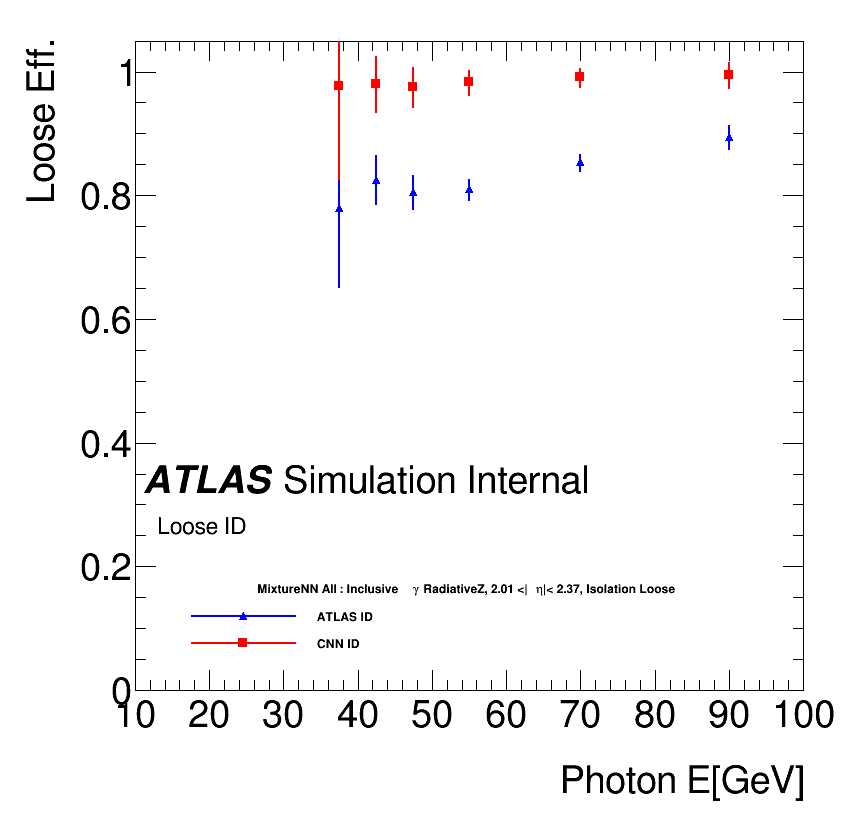 Loose Eff.
1
0.8
0.6
0.4
ATLAS Simulation Internal
Loose ID
0.2
MixtureNN All : Inclusive γ RadiativeZ, 2.01 <| η|< 2.37, Isolation Loose
ATLAS ID
CNN ID
0
10 20 30 40 50 60 70 80 90 100
Photon E[GeV]